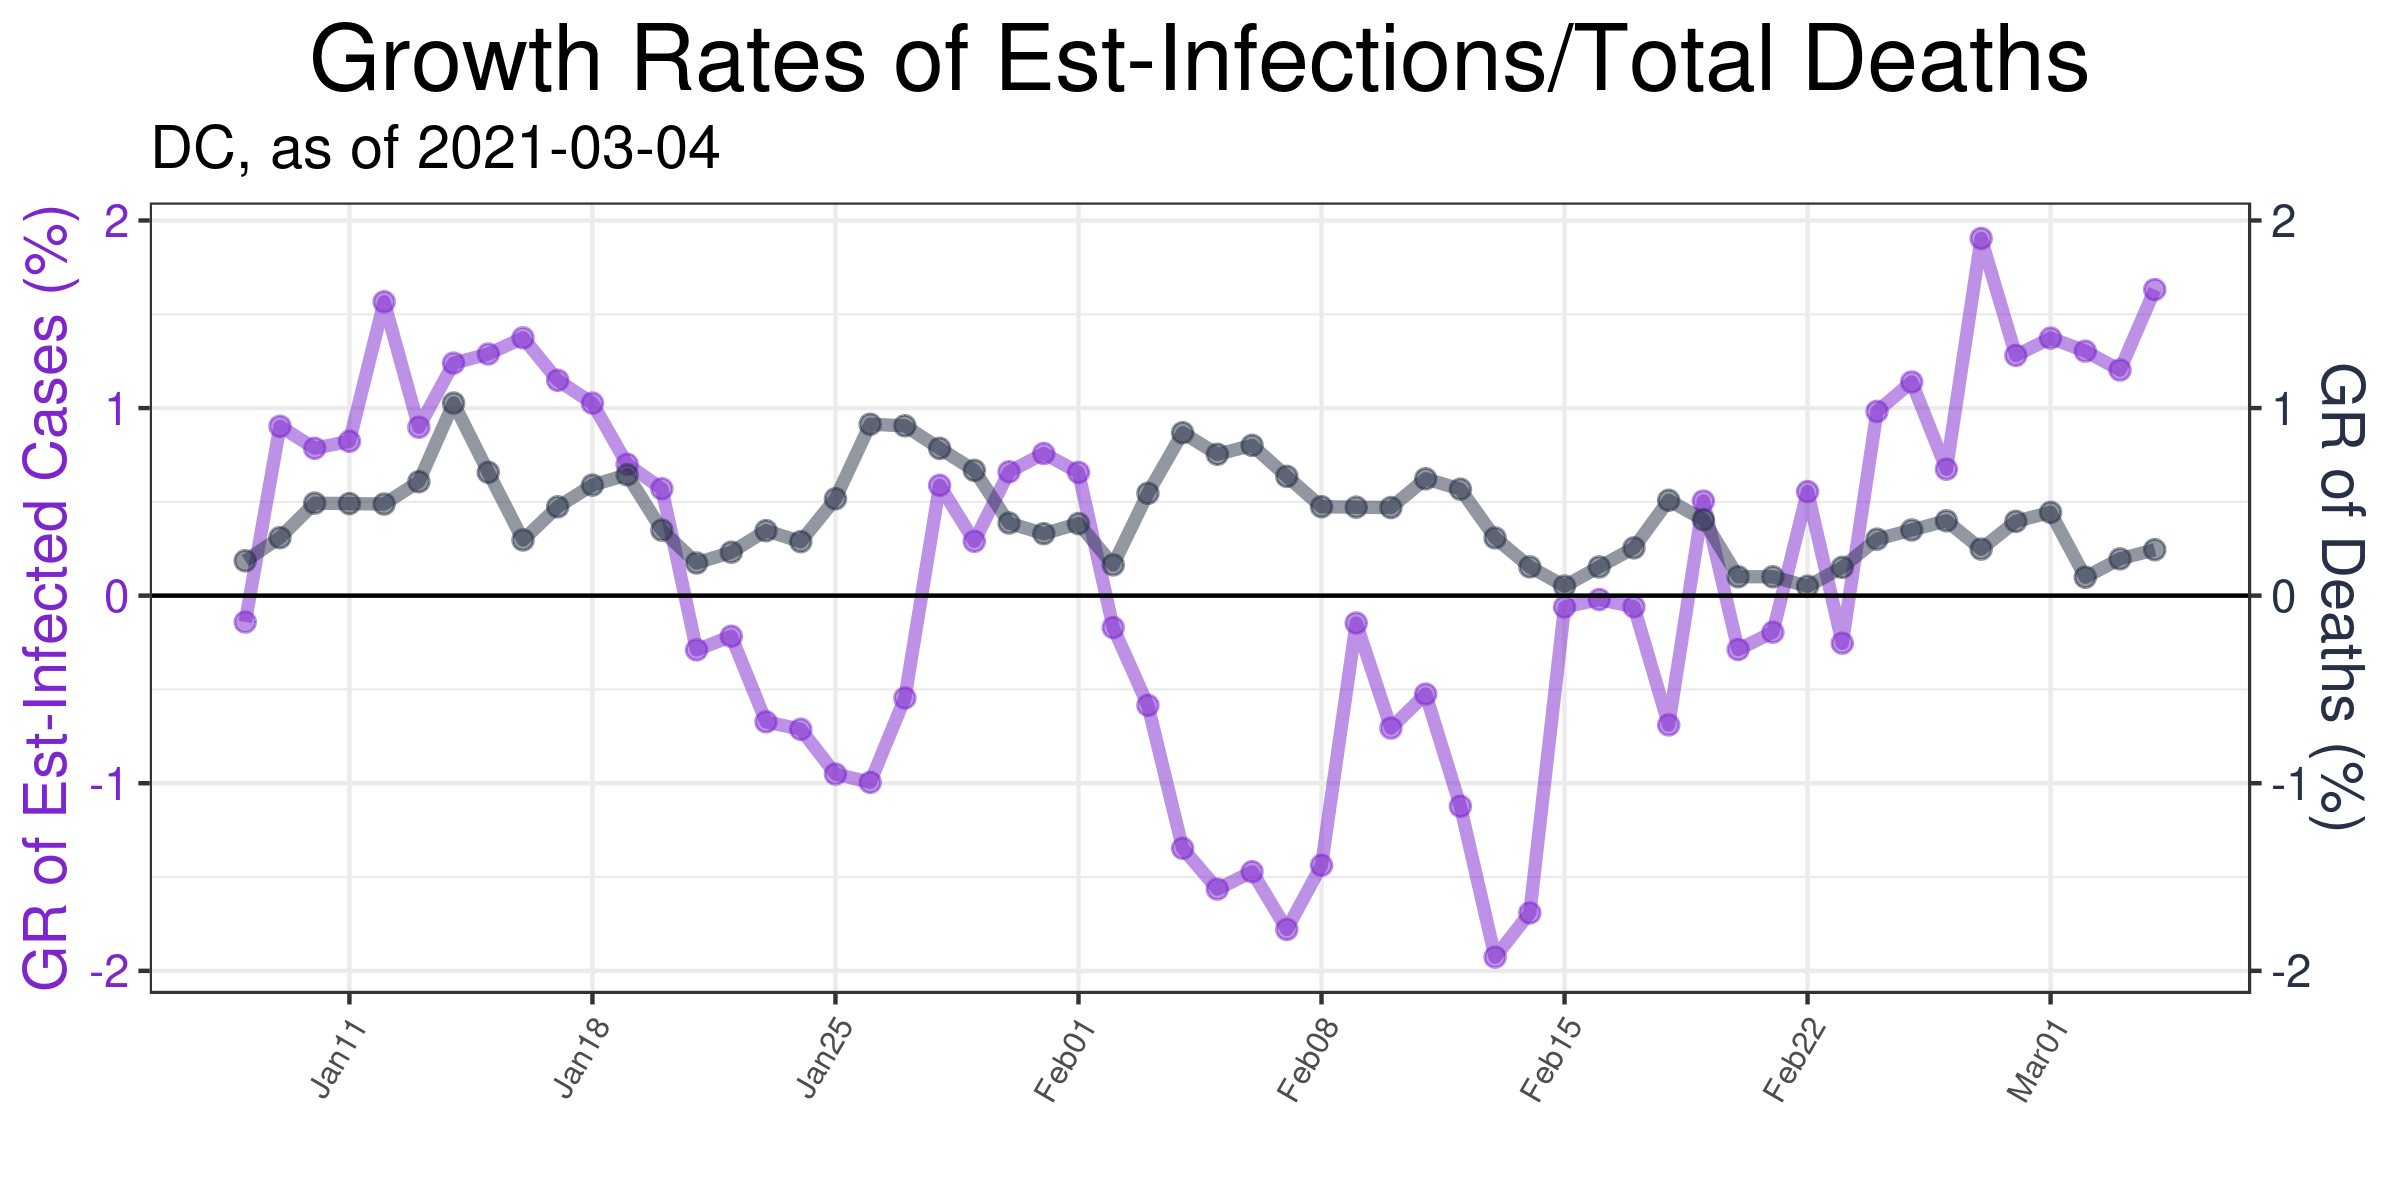 Growth Rates of Est-Infections/Total Deaths
DC, as of 2021-03-04
GR of Est-Infected Cases (%)
2
1
0
-1
-2
2
1
0
-1
-2
GR of Deaths (%)
Jan11
Jan18
Jan25
Feb01
Feb08
Feb15
Feb22
Mar01